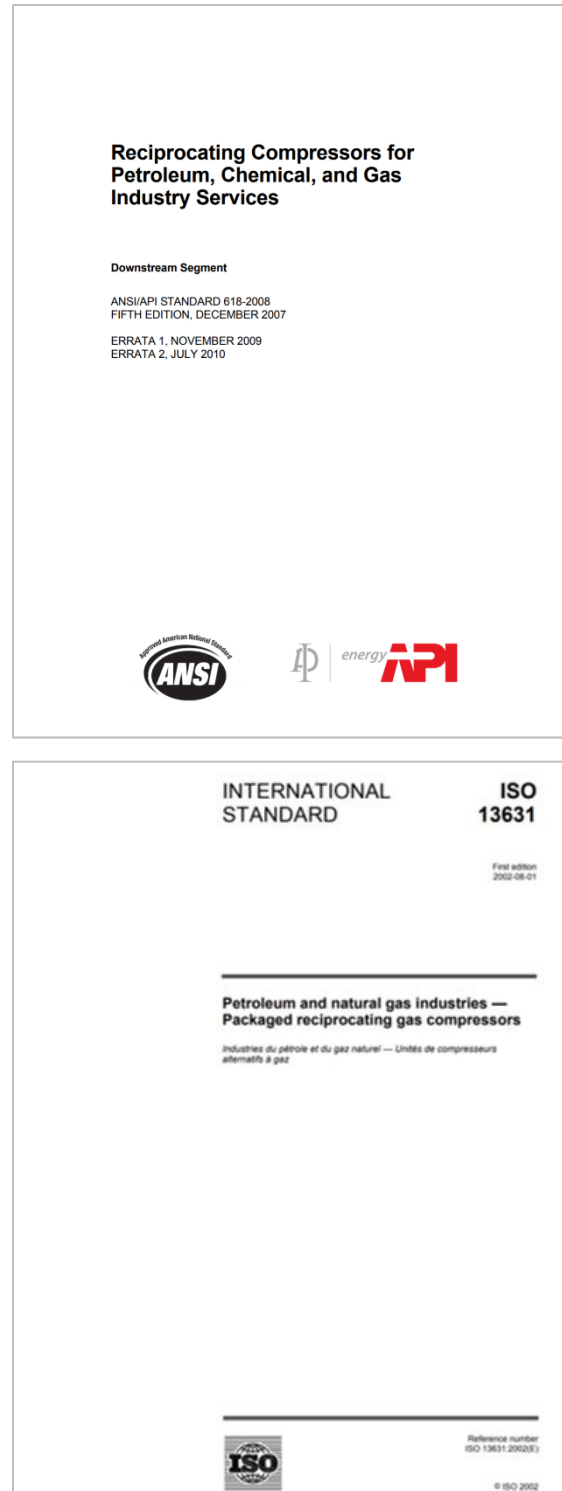 Reciprocating Compressors for
Petroleum, Chemical, and Gas
Industry Services
Downstream Segment
ANSI/API STANDARD 618-2008
FIFTH EDITION, DECEMBER 2007
ERRATA 1, NOVEMBER 2009
ERRATA 2, JULY 2010
Approved American National Standard
ANSI
energy API
INTERNATIONAL
STANDARD
ISO
13631
First edition
2002-08-01
Petroleum and natural gas industries —
Packaged reciprocating gas compressors
Industries du pétrole et du gaz naturel — Unités de compresseurs
alternatifs à gaz
ISO
Reference number
ISO 13631:2002(E)
© ISO 2002